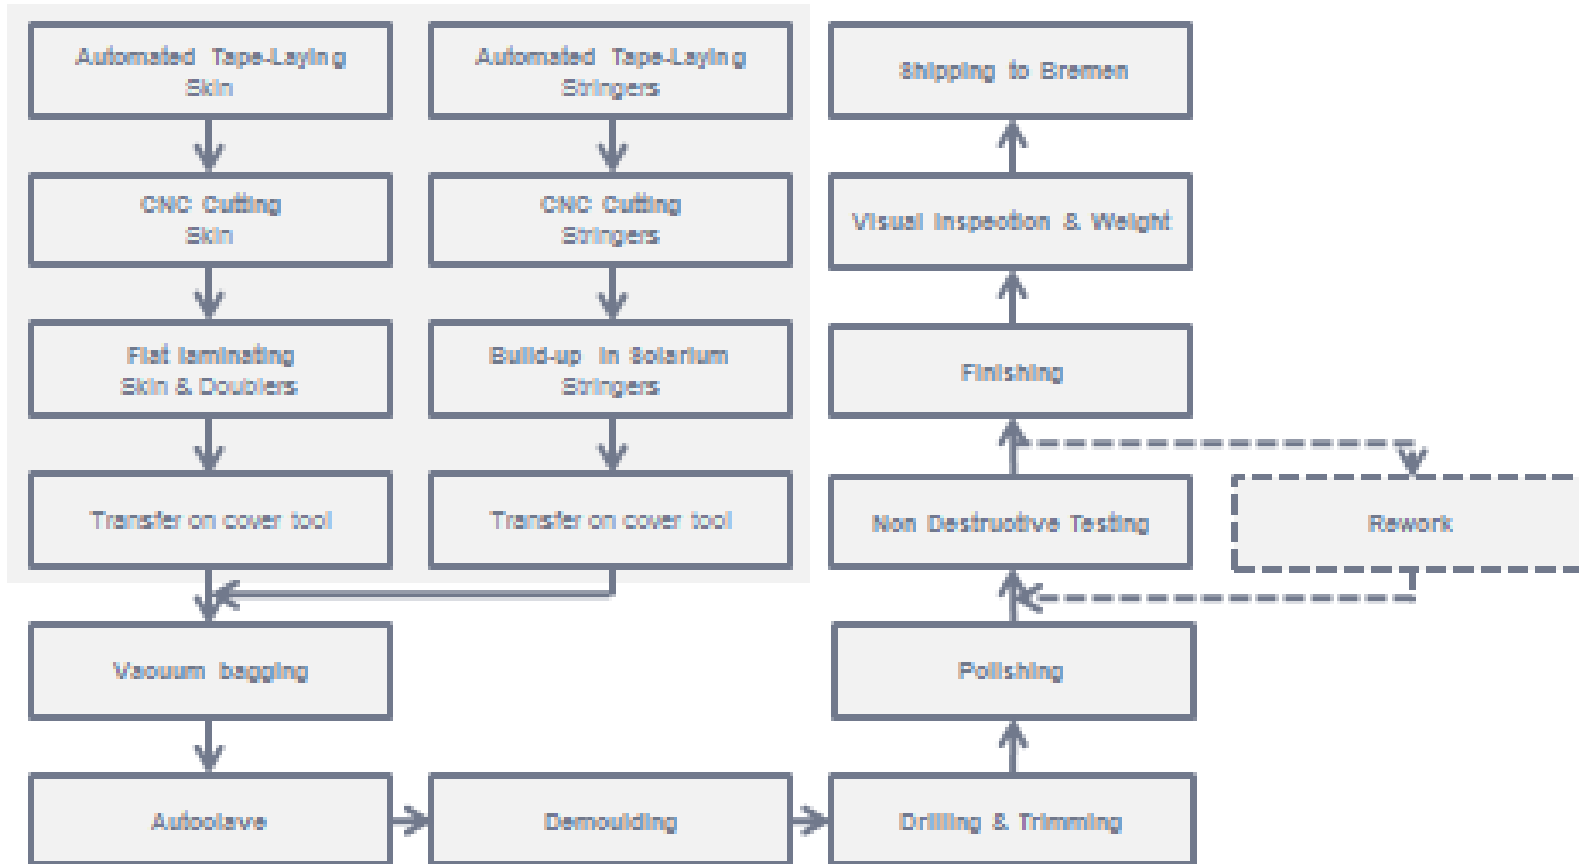 Automated Tape-Laying
Skin
CNC Cutting
Skin
Flat laminating
Skin & Doublers
Transfer on cover tool
Automated Tape-Laying
Stringers
CNC Cutting
Stringers
Build-up in Solarium
Stringers
Transfer on cover tool
Vacuum bagging
Autoclave
Demoulding
Drilling & Trimming
Polishing
Non Destructive Testing
Rework
Finishing
Visual Inspection & Weight
Shipping to Bremen